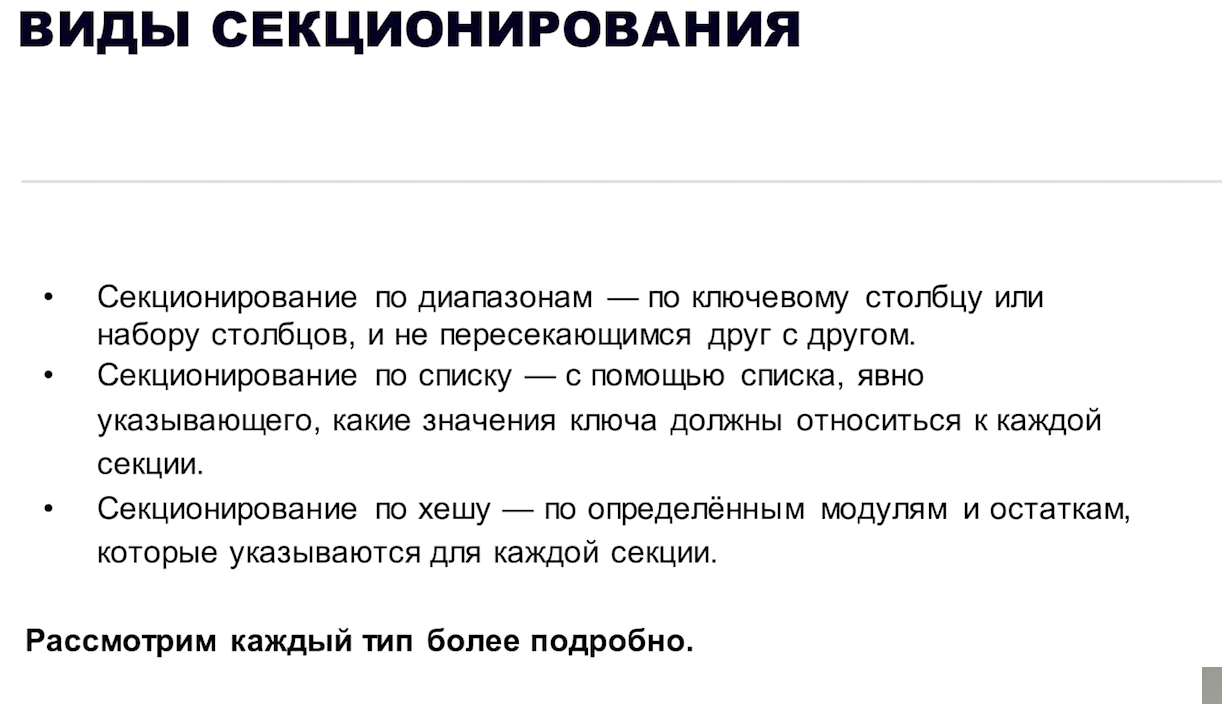 ВИДЫ СЕКЦИОНИРОВАНИЯ
• Секционирование по диапазонам — по ключевому столбцу или
набору столбцов, и не пересекающимся друг с другом.
• Секционирование по списку — с помощью списка, явно
указывающего, какие значения ключа должны относиться к каждой
секции.
• Секционирование по хешу — по определённым модулям и остаткам,
которые указываются для каждой секции.
Рассмотрим каждый тип более подробно.